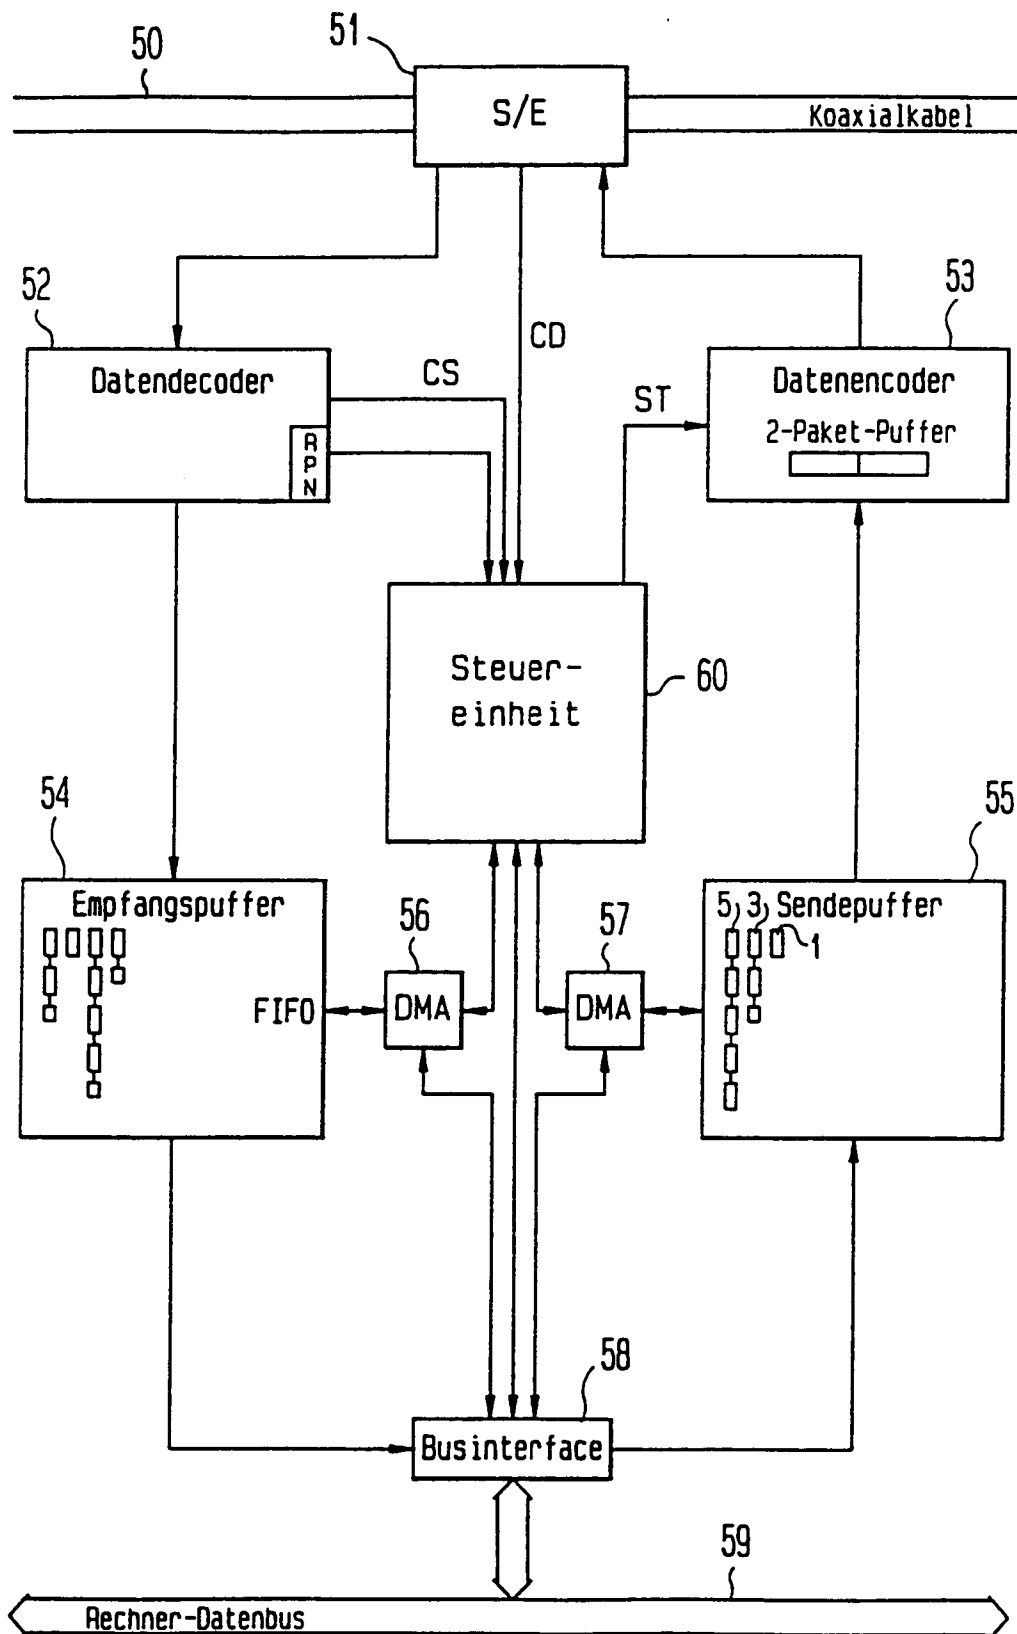 50
51
S/E
Koaxialkabel
52
53
Datendecoder
CS
CD
ST
Datenencoder
2-Paket-Puffer
RPN
Steuer-
einheit
60
54
55
Empfangspuffer
5 3 Sendepuffer
1
56
57
FIFO
DMA
DMA
58
Businterface
59
Rechner-Datenbus